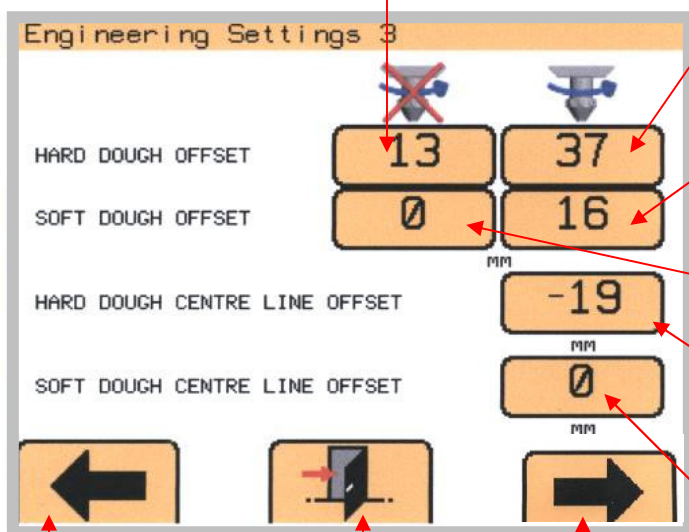 Engineering Settings 3
HARD DOUGH OFFSET 13 37
SOFT DOUGH OFFSET 0 16
MM
HARD DOUGH CENTRE LINE OFFSET -19
MM
SOFT DOUGH CENTRE LINE OFFSET 0
MM